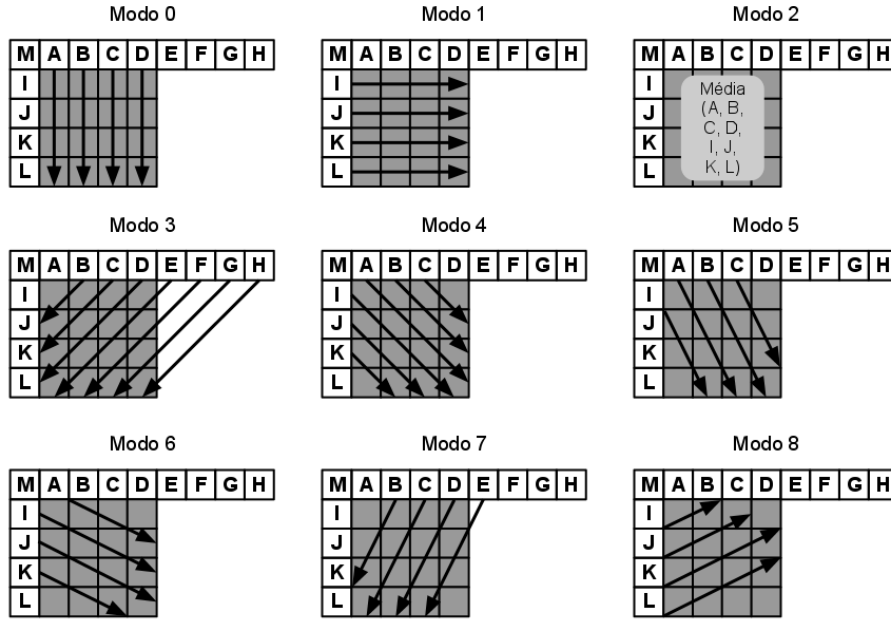 Modo 0 Modo 1 Modo 2
M A B C D E F G H M A B C D E F G H M A B C D E F G H
I I I Média
J J J (A, B,
C, D,
K K K I, J,
L L L K, L)
Modo 3 Modo 4 Modo 5
M A B C D E F G H M A B C D E F G H M A B C D E F G H
I I I
J J J
K K K
L L L
Modo 6 Modo 7 Modo 8
M A B C D E F G H M A B C D E F G H M A B C D E F G H
I I I
J J J
K K K
L L L